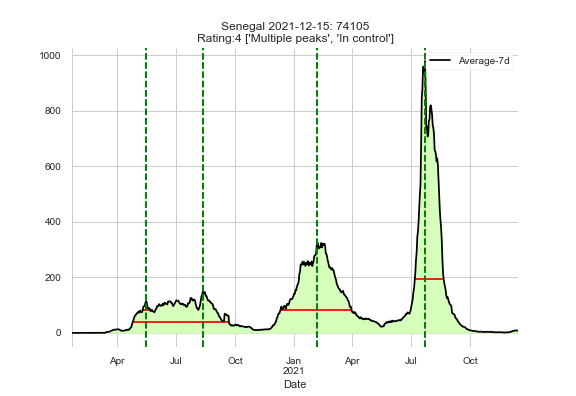 Senegal 2021-12-15: 74105
Rating:4 ['Multiple peaks', 'In control']
Average-7d
1000
800
600
400
200
0
Apr Jul Oct Jan Apr Jul Oct
2021
Date